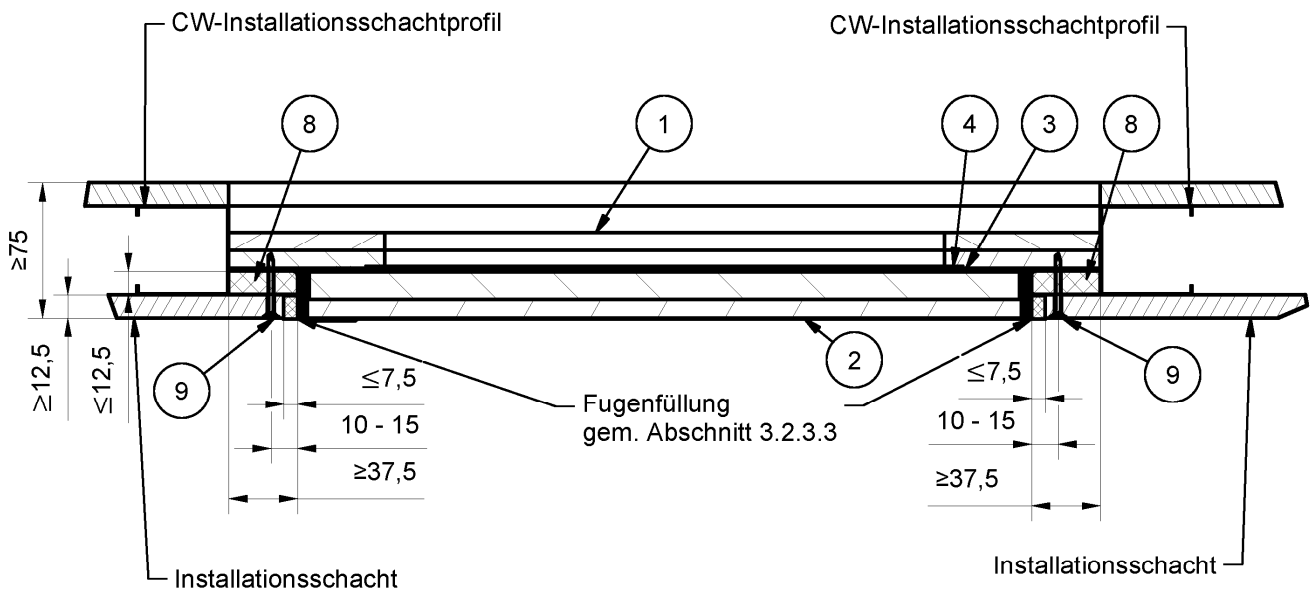 CW-Installationsschachtprofil
CW-Installationsschachtprofil
8
1
4
3
8
≥75
≥12,5
≤12,5
9
2
9
≤7,5
10 - 15
≥37,5
Fugenfüllung
gem. Abschnitt 3.2.3.3
≤7,5
10 - 15
≥37,5
Installationsschacht
Installationsschacht